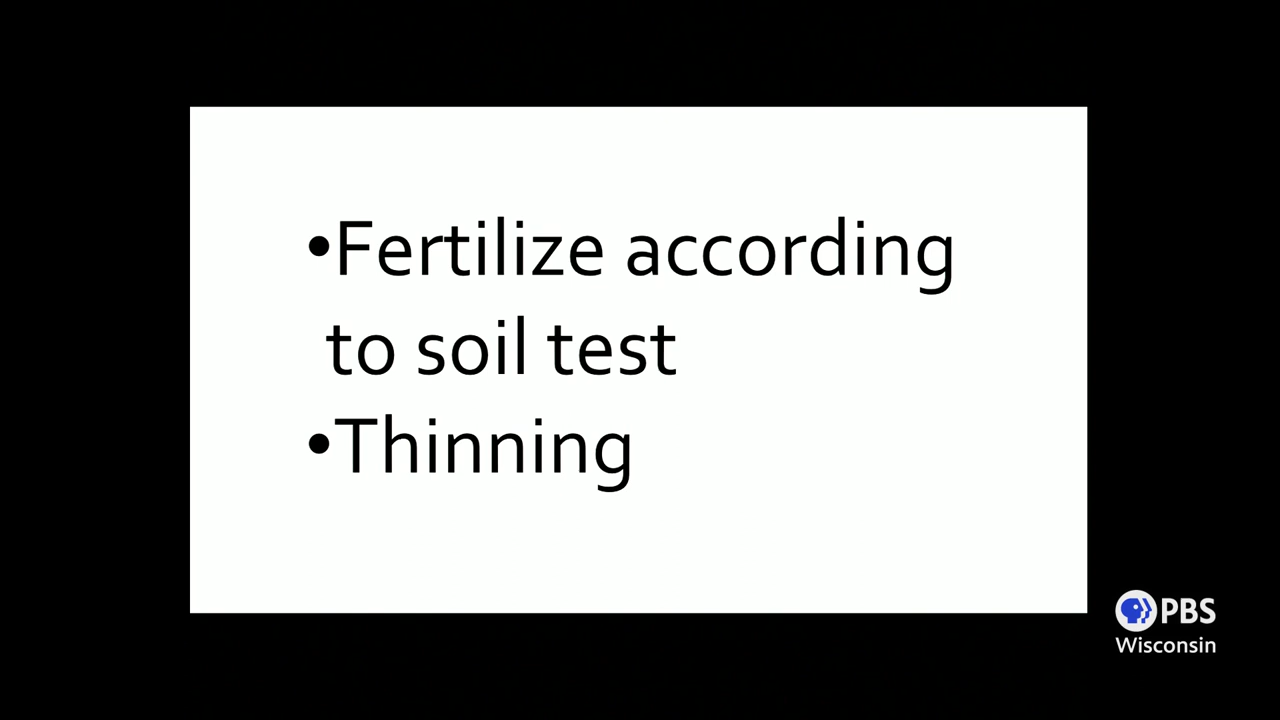 •Fertilize according
to soil test
•Thinning
PBS
Wisconsin